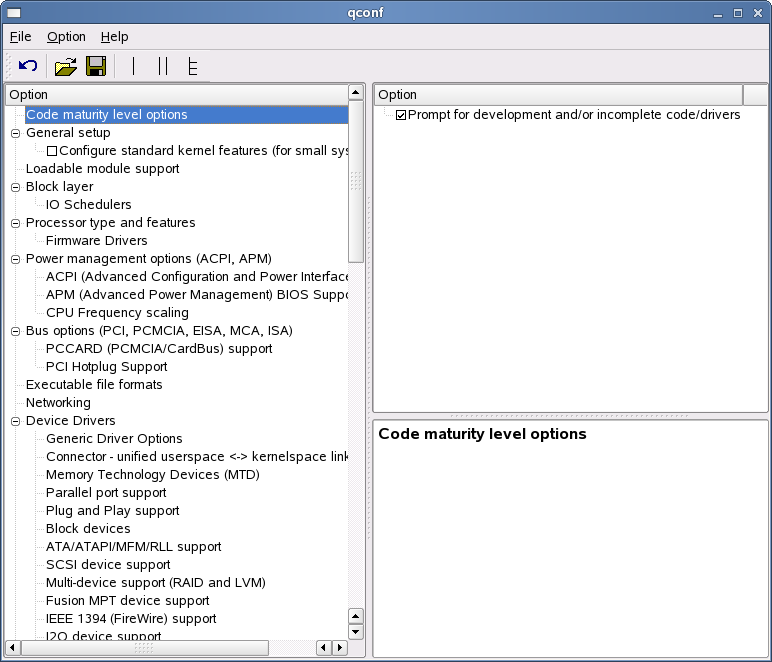 qconf
File Option Help
Option
Code maturity level options
General setup
Configure standard kernel features (for small sys
Loadable module support
Block layer
IO Schedulers
Processor type and features
Firmware Drivers
Power management options (ACPI, APM)
ACPI (Advanced Configuration and Power Interface
APM (Advanced Power Management) BIOS Suppo
CPU Frequency scaling
Bus options (PCI, PCMCIA, EISA, MCA, ISA)
PCCARD (PCMCIA/CardBus) support
PCI Hotplug Support
Executable file formats
Networking
Device Drivers
Generic Driver Options
Connector - unified userspace <-> kernelspace link
Memory Technology Devices (MTD)
Parallel port support
Plug and Play support
Block devices
ATA/ATAPI/MFM/RLL support
SCSI device support
Multi-device support (RAID and LVM)
Fusion MPT device support
IEEE 1394 (FireWire) support
I2O device support
Option
Prompt for development and/or incomplete code/drivers
Code maturity level options